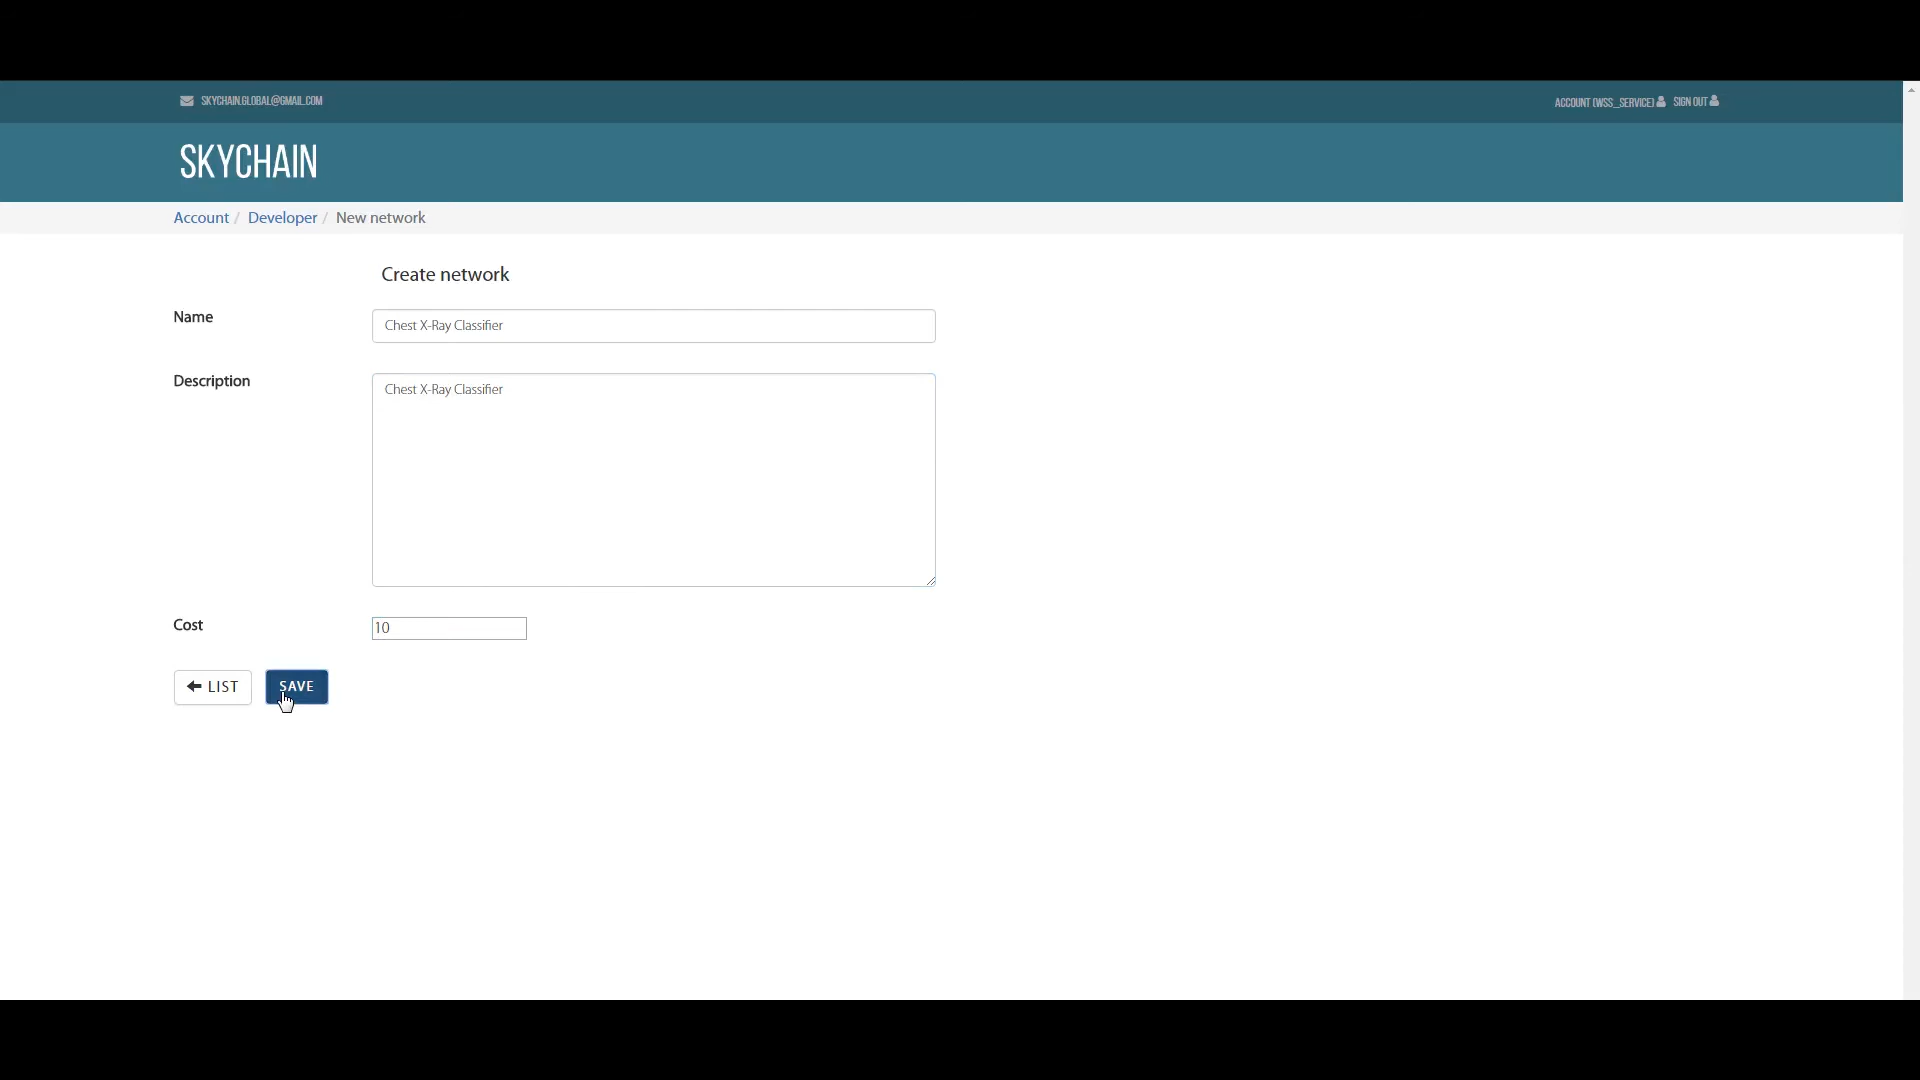 SKYCHAIN.GLOBAL@GMAIL.COM
ACCOUNT (WSS_SERVICE) SIGN OUT
SKYCHAIN
Account / Developer / New network
Create network
Name
Chest X-Ray Classifier
Description
Chest X-Ray Classifier
Cost
10
LIST
SAVE